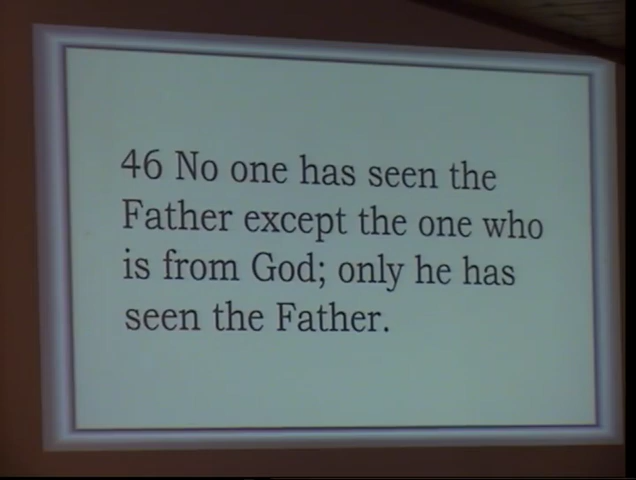 46 No one has seen the
Father except the one who
is from God; only he has
seen the Father.